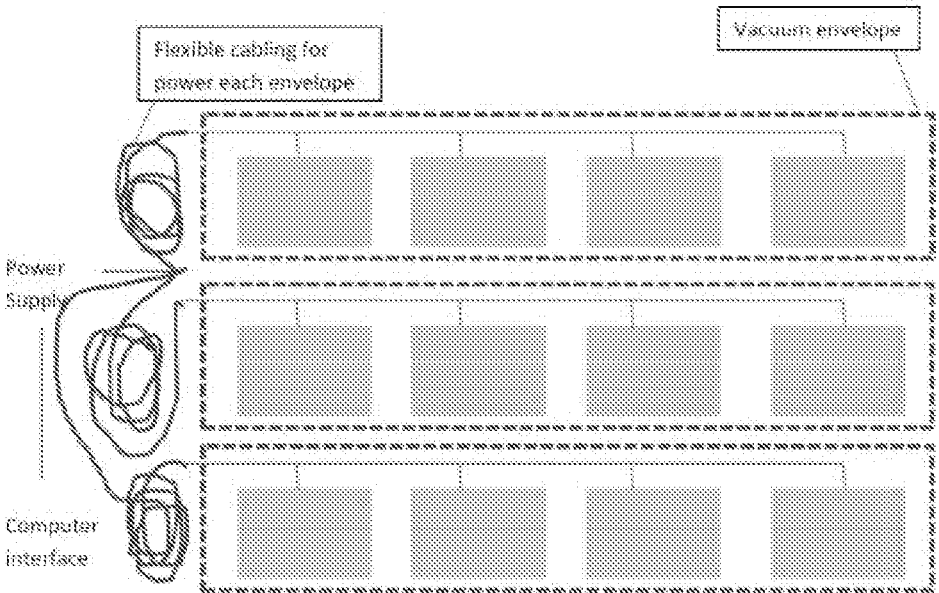 Flexible cabling for
power each envelope
Vacuum envelope
Power
Supply
Computer
interface